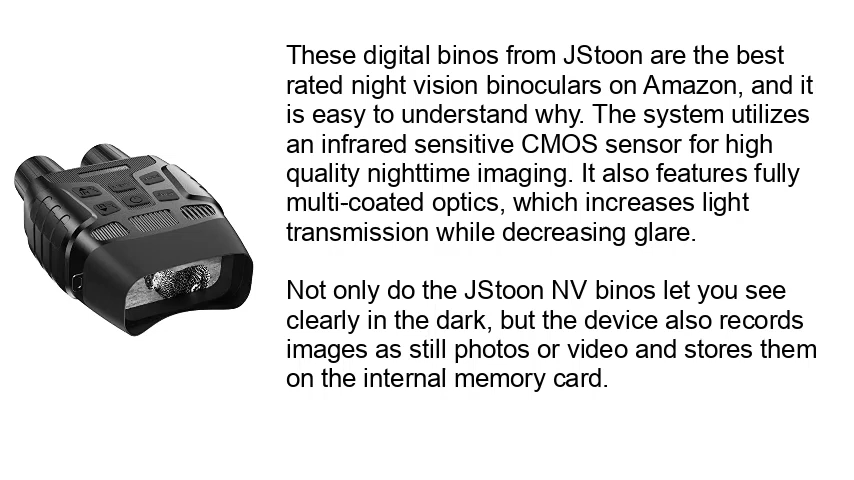 These digital binos from JStoon are the best
rated night vision binoculars on Amazon, and it
is easy to understand why. The system utilizes
an infrared sensitive CMOS sensor for high
quality nighttime imaging. It also features fully
multi-coated optics, which increases light
transmission while decreasing glare.
Not only do the JStoon NV binos let you see
clearly in the dark, but the device also records
images as still photos or video and stores them
on the internal memory card.